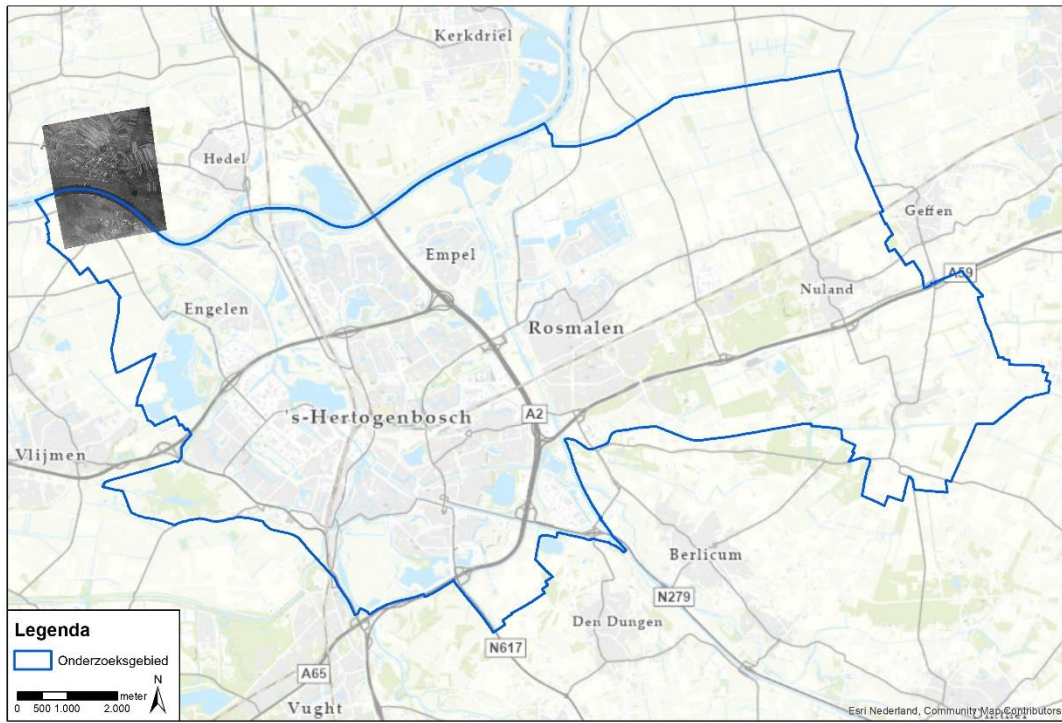 Kerkdriel
Hedel
Geffen
Empel
A59
Nuland
Engelen
Rosmalen
's-Hertogenbosch
A2
Vlijmen
Berlicum
N279
Den Dungen
N617
A65
Vught
Legenda
Onderzoeksgebied
meter
0 500 1.000 2.000
N
Esri Nederland, Community Map Contributors